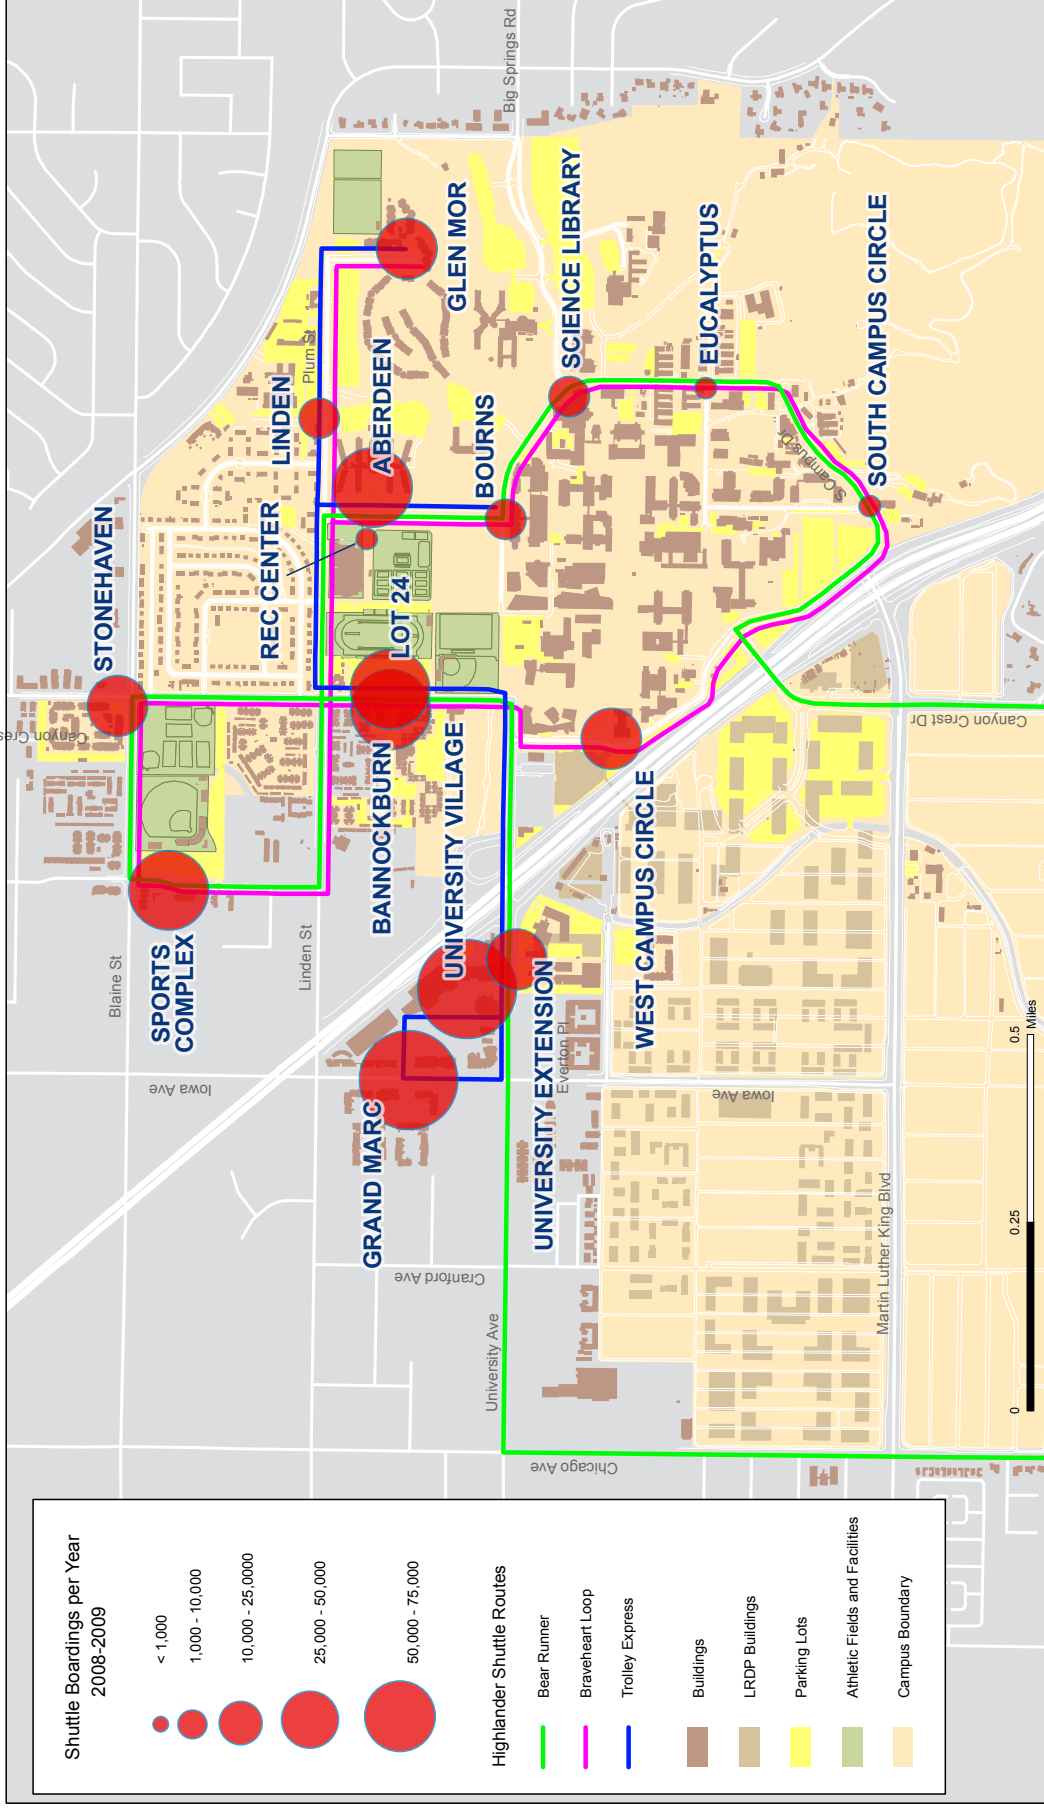 Shuttle Boardings per Year
2008-2009
< 1,000
1,000 - 10,000
10,000 - 25,0000
25,000 - 50,000
50,000 - 75,000
Highlander Shuttle Routes
Bear Runner
Braveheart Loop
Trolley Express
Buildings
LRDP Buildings
Parking Lots
Athletic Fields and Facilities
Campus Boundary
STONEHAVEN
SPORTS
COMPLEX
LINDEN
REC CENTER
ABERDEEN
GLEN MOR
LOT 24
BANNOCKBURN
BOURNS
UNIVERSITY VILLAGE
GRAND MARC
SCIENCE LIBRARY
UNIVERSITY EXTENSION
WEST CAMPUS CIRCLE
EUCALYPTUS
SOUTH CAMPUS CIRCLE
Blaine St
Canyon Cres
Linden St
Plum St
Big Springs Rd
Iowa Ave
Cranford Ave
University Ave
Everton Pl
Chicago Ave
Iowa Ave
S Campus Dr
Martin Luther King Blvd
Canyon Crest Dr
0
0.25
0.5
Miles